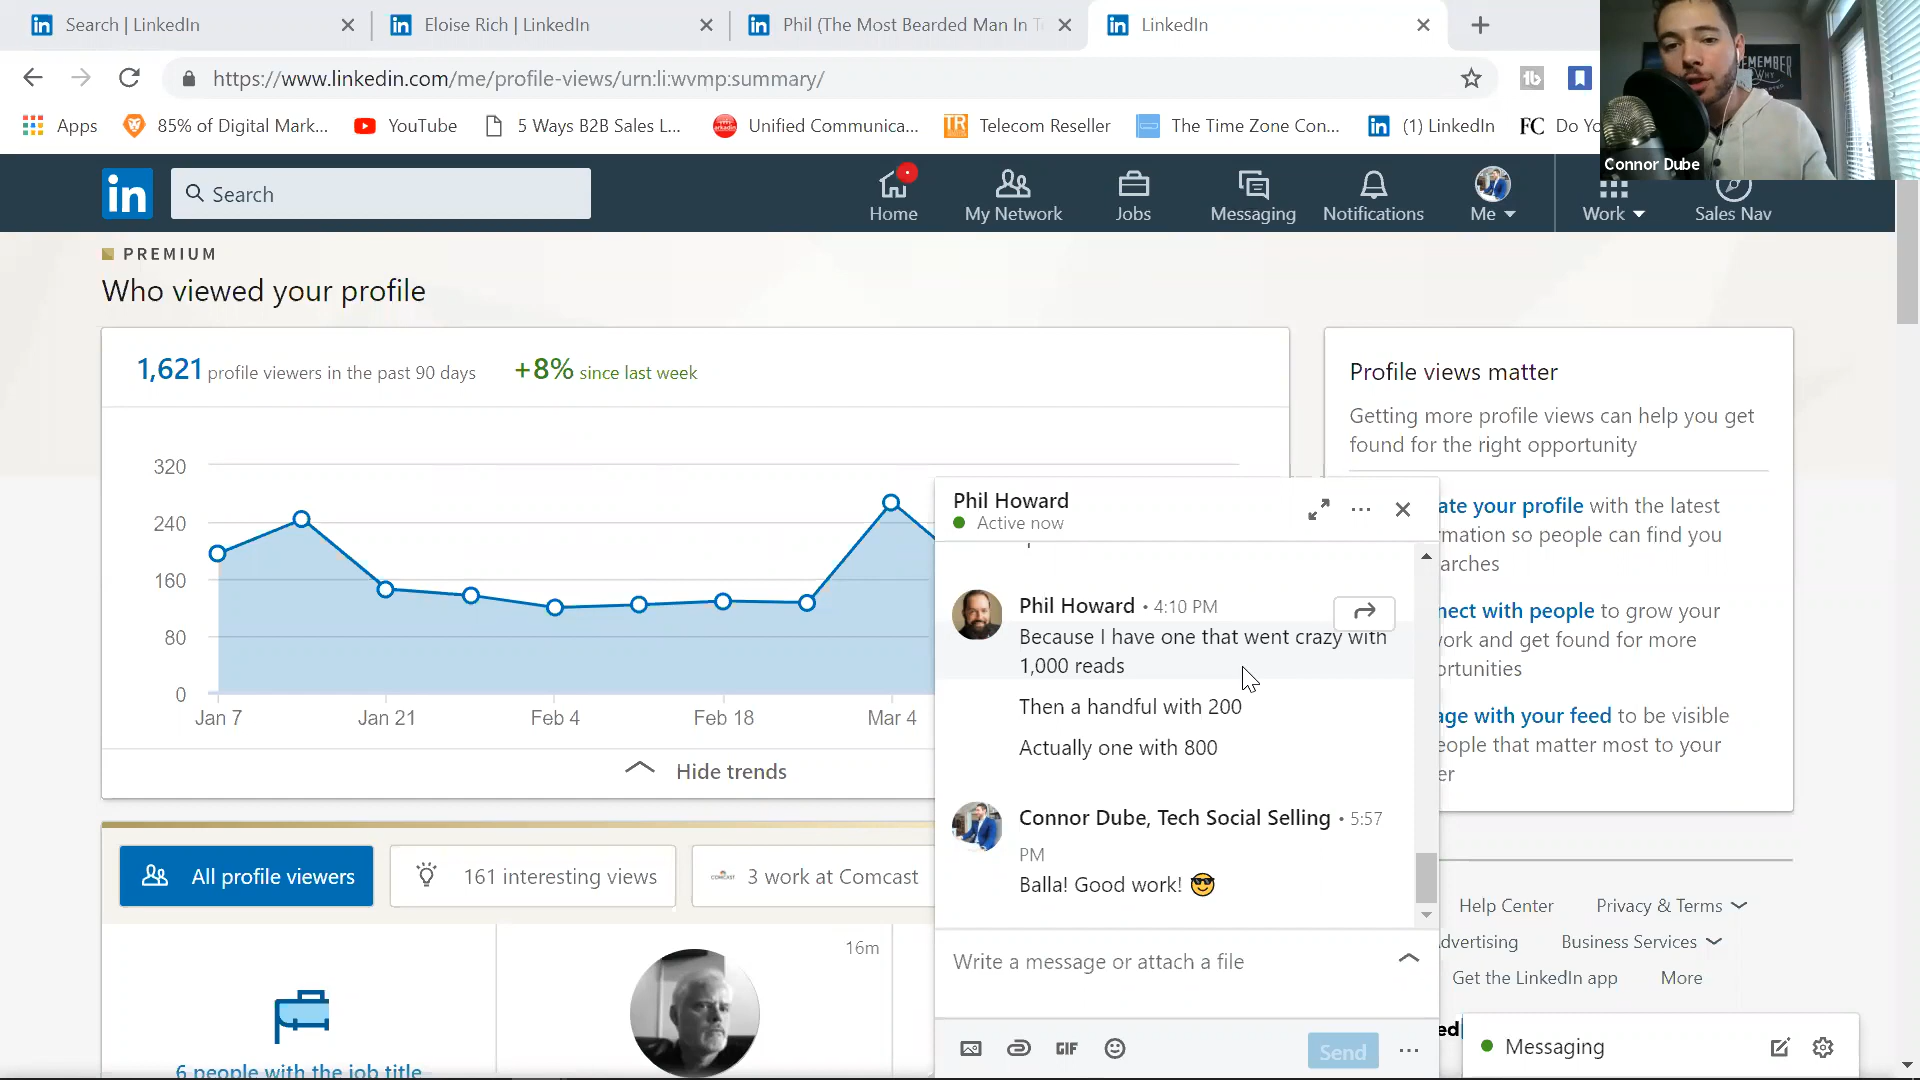 Search | LinkedIn
Eloise Rich | LinkedIn
Phil (The Most Bearded Man In Te
LinkedIn
https://www.linkedin.com/me/profile-views/urn:li:wvmp:summary/
Apps
85% of Digital Mark...
YouTube
5 Ways B2B Sales L...
Unified Communica...
TR
Telecom Reseller
The Time Zone Con...
(1) LinkedIn
FC
Do Yo
EMEMBER
WHY
Connor Dube
in
Search
Home
My Network
Jobs
Messaging
Notifications
Me
Work
Sales Nav
PREMIUM
Who viewed your profile
1,621 profile viewers in the past 90 days
+8% since last week
320
240
160
80
0
Jan 7
Jan 21
Feb 4
Feb 18
Mar 4
Hide trends
Profile views matter
Getting more profile views can help you get
found for the right opportunity
ate your profile with the latest
mation so people can find you
arches
nect with people to grow your
ork and get found for more
ortunities
age with your feed to be visible
eople that matter most to your
er
Phil Howard
Active now
Phil Howard • 4:10 PM
Because I have one that went crazy with
1,000 reads
Then a handful with 200
Actually one with 800
Connor Dube, Tech Social Selling • 5:57
PM
Balla! Good work! 😎
Write a message or attach a file
GIF
Send
All profile viewers
161 interesting views
COMCAST
3 work at Comcast
16m
6 people with the job title
Help Center
Privacy & Terms
dvertising
Business Services
Get the LinkedIn app
More
ed
Messaging